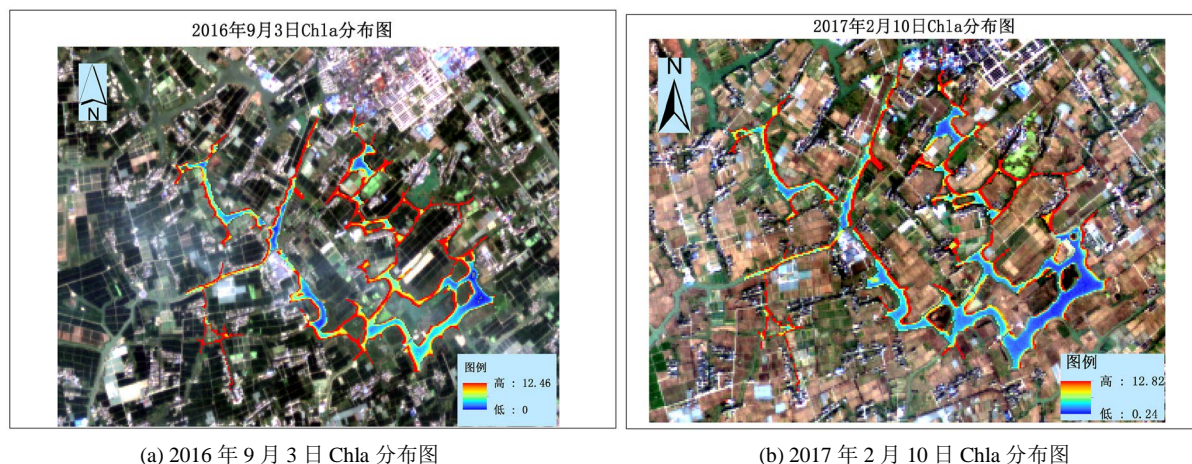 2016年9月3日Chla分布图
N
图例
高 : 12.46
低 : 0
2017年2月10日Chla分布图
N
图例
高 : 12.82
低 : 0.24
(a) 2016 年 9 月 3 日 Chla 分布图
(b) 2017 年 2 月 10 日 Chla 分布图